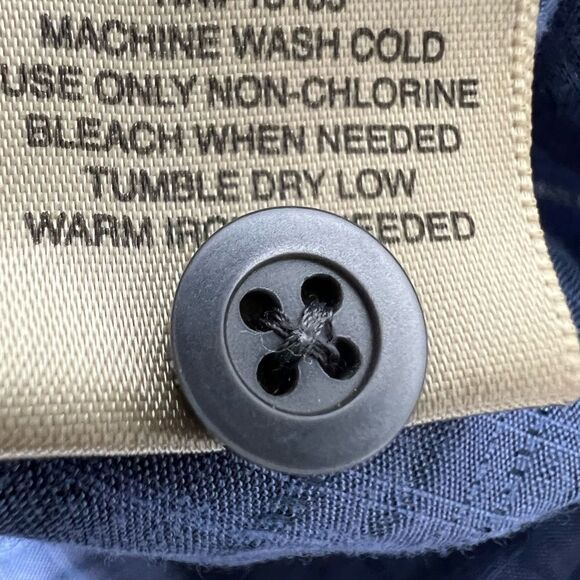 MACHINE WASH COLD
USE ONLY NON-CHLORINE
BLEACH WHEN NEEDED
TUMBLE DRY LOW
WARM